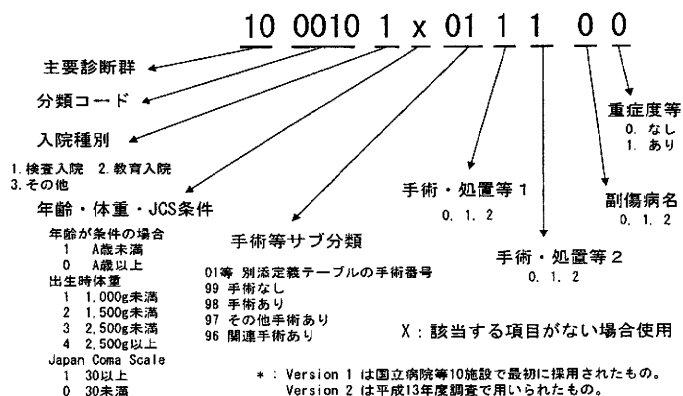 10 0010 1 x 01 1 1 0 0
主要診断群
分類コード
入院種別
1. 検査入院 2. 教育入院
3. その他
年齢・体重・JCS条件
年齢が条件の場合
1 A歳未満
0 A歳以上
出生時体重
1 1,000g未満
2 1,500g未満
3 2,500g未満
4 2,500g以上
Japan Coma Scale
1 30以上
0 30未満
手術等サブ分類
01等 別添定義テーブルの手術番号
99 手術なし
98 手術あり
97 その他手術あり
96 関連手術あり
手術・処置等1
0. 1. 2
手術・処置等2
0. 1. 2
副傷病名
0. 1. 2
重症度等
0. なし
1. あり
X：該当する項目がない場合使用
*：Version 1 は国立病院等10施設で最初に採用されたもの。
Version 2 は平成13年度調査で用いられたもの。